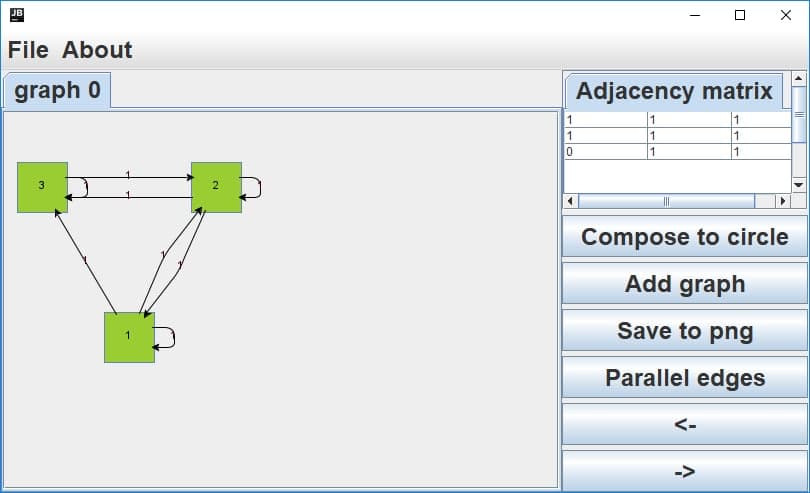 JB
File About
graph 0
Adjacency matrix
1 1 1
1 1 1
0 1 1
3 1 1 1 2 1
1 1 1
1 1
Compose to circle
Add graph
Save to png
Parallel edges
<-
->